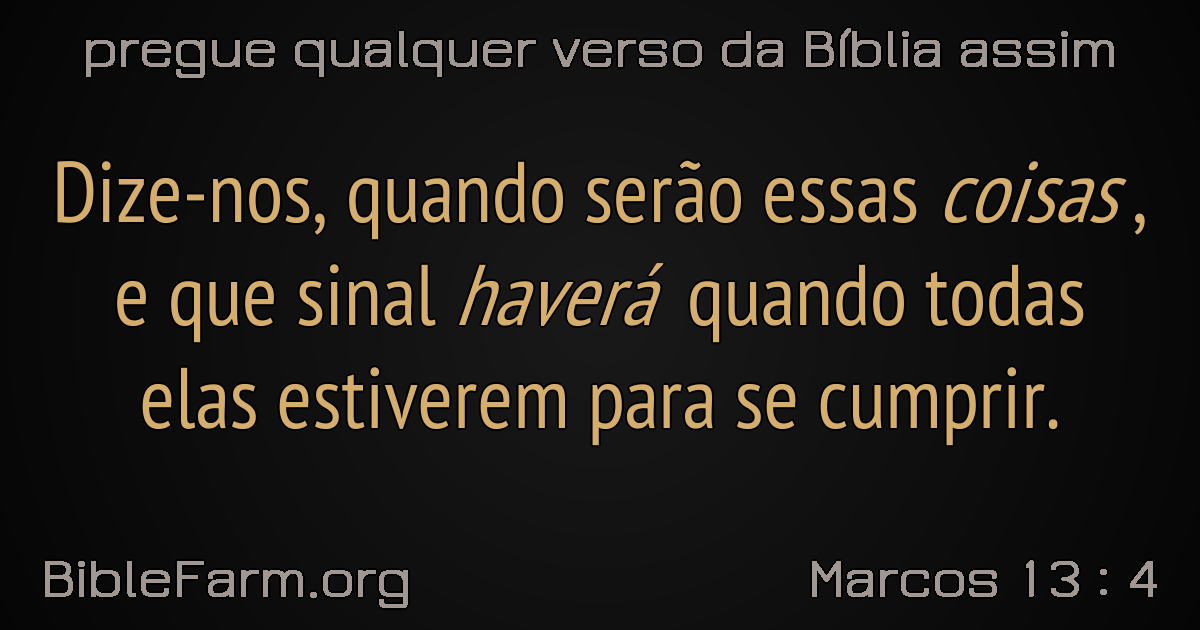 pregue qualquer verso da Bíblia assim
Dize-nos, quando serão essas coisas ,
e que sinal haverá quando todas
elas estiverem para se cumprir.
BibleFarm.org
Marcos 13 : 4